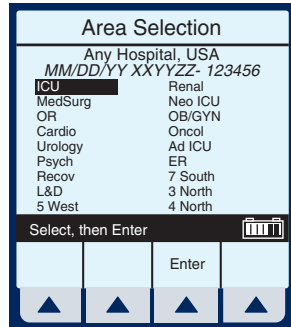 Area Selection
Any Hospital, USA
MM/DD/YY XXYYZZ- 123456
ICU
MedSurg
OR
Cardio
Urology
Psych
Recov
L&D
5 West
Renal
Neo ICU
OB/GYN
Oncol
Ad ICU
ER
7 South
3 North
4 North
Select, then Enter
Enter